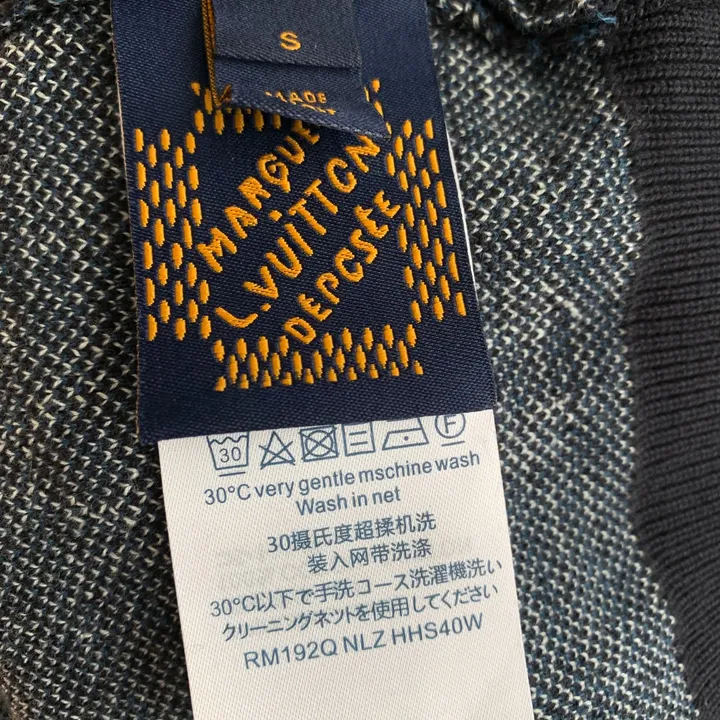 S
MADE
MARQUE
L.VUITTON
DEPOSÉE
30
F
30°C very gentle mschine wash
Wash in net
30摄氏度超揉机洗
装入网带洗涤
30°C以下で手洗コース洗濯機洗い
クリーニングネットを使用してください
RM192Q NLZ HHS40W